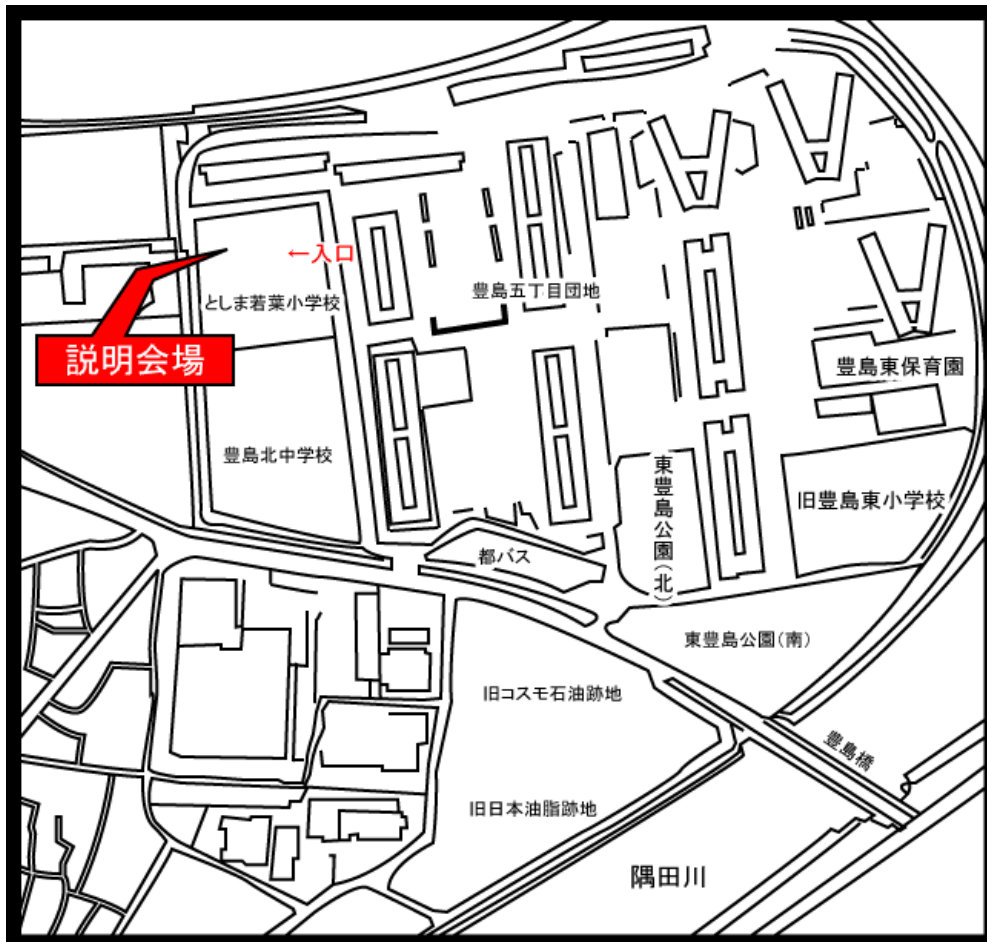 ←入口
豊島五丁目団地
としま若葉小学校
説明会場
豊島東保育園
豊島北中学校
東豊島公園(北)
旧豊島東小学校
都バス
東豊島公園(南)
旧コスモ石油跡地
豊島橋
旧日本油脂跡地
隅田川